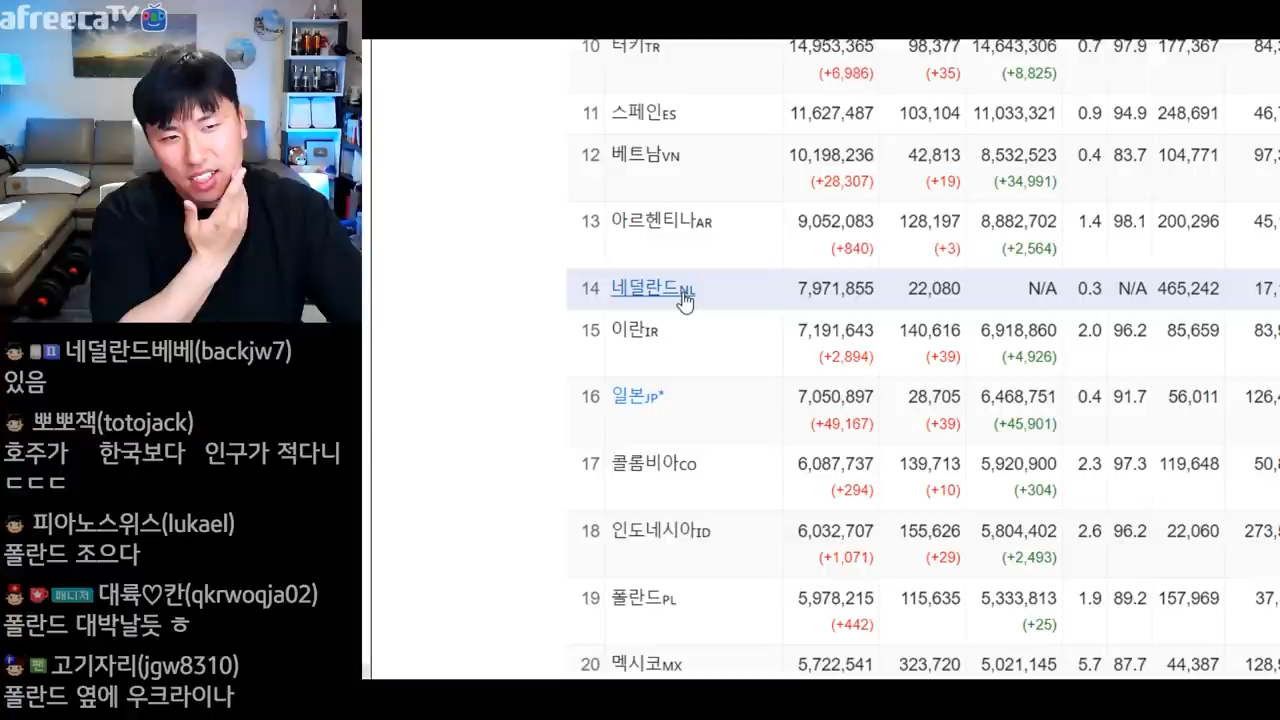 afreecaTV
네덜란드베베(backjw7)
있음
뽀뽀잭(totojack)
호주가 한국보다 인구가 적다니
ㄷㄷㄷ
피아노스위스(lukael)
폴란드 조으다
매니저 대륙♡칸(qkrwoqja02)
폴란드 대박날듯 ㅎ
팬 고기자리(jgw8310)
폴란드 옆에 우크라이나
10 터키TR 14,953,365 98,377 14,643,306 0.7 97.9 177,367 84,
(+6,986) (+35) (+8,825)
11 스페인ES 11,627,487 103,104 11,033,321 0.9 94.9 248,691 46,
12 베트남VN 10,198,236 42,813 8,532,523 0.4 83.7 104,771 97,
(+28,307) (+19) (+34,991)
13 아르헨티나AR 9,052,083 128,197 8,882,702 1.4 98.1 200,296 45,
(+840) (+3) (+2,564)
14 네덜란드NL 7,971,855 22,080 N/A 0.3 N/A 465,242 17,
15 이란IR 7,191,643 140,616 6,918,860 2.0 96.2 85,659 83,
(+2,894) (+39) (+4,926)
16 일본JP* 7,050,897 28,705 6,468,751 0.4 91.7 56,011 126,
(+49,167) (+39) (+45,901)
17 콜롬비아CO 6,087,737 139,713 5,920,900 2.3 97.3 119,648 50,
(+294) (+10) (+304)
18 인도네시아ID 6,032,707 155,626 5,804,402 2.6 96.2 22,060 273,
(+1,071) (+29) (+2,493)
19 폴란드PL 5,978,215 115,635 5,333,813 1.9 89.2 157,969 37,
(+442) (+25)
20 멕시코MX 5,722,541 323,720 5,021,145 5.7 87.7 44,387 128,